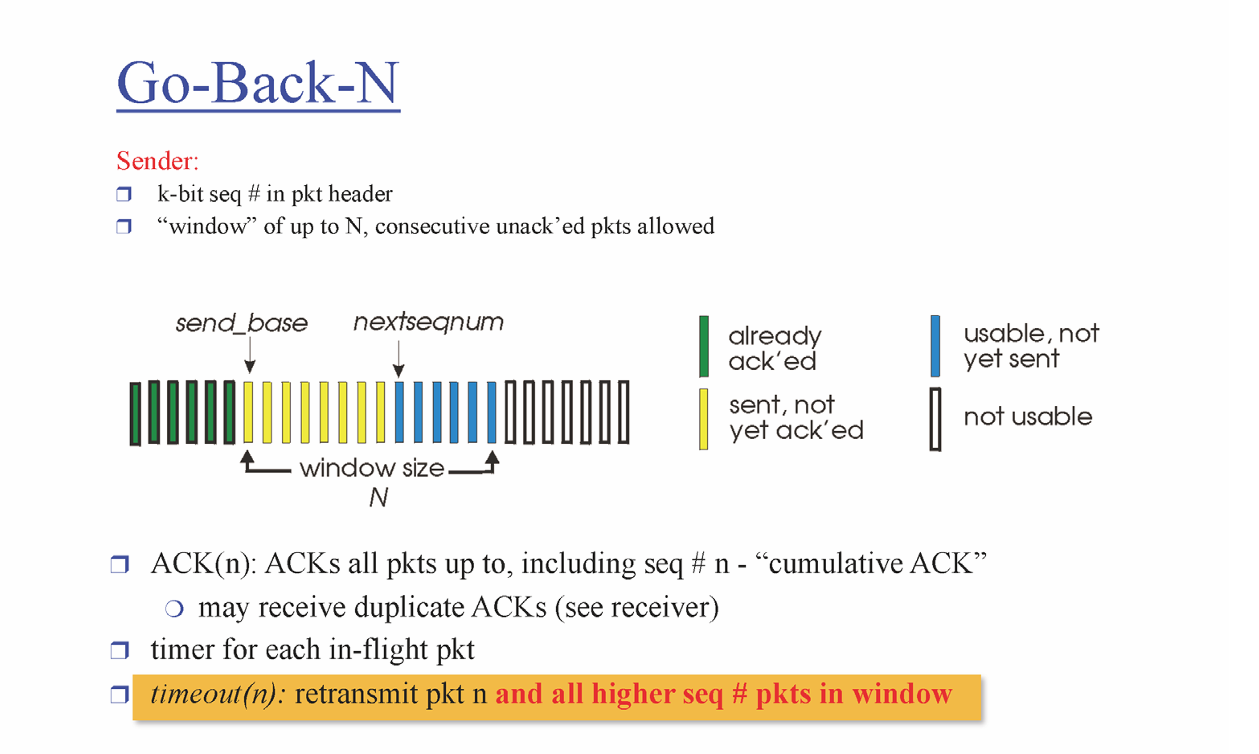 Go-Back-N
Sender:
k-bit seq # in pkt header
“window” of up to N, consecutive unack’ed pkts allowed
send_base
nextseqnum
already
ack’ed
usable, not
yet sent
sent, not
yet ack’ed
not usable
window size
N
ACK(n): ACKs all pkts up to, including seq # n - “cumulative ACK”
may receive duplicate ACKs (see receiver)
timer for each in-flight pkt
timeout(n): retransmit pkt n and all higher seq # pkts in window